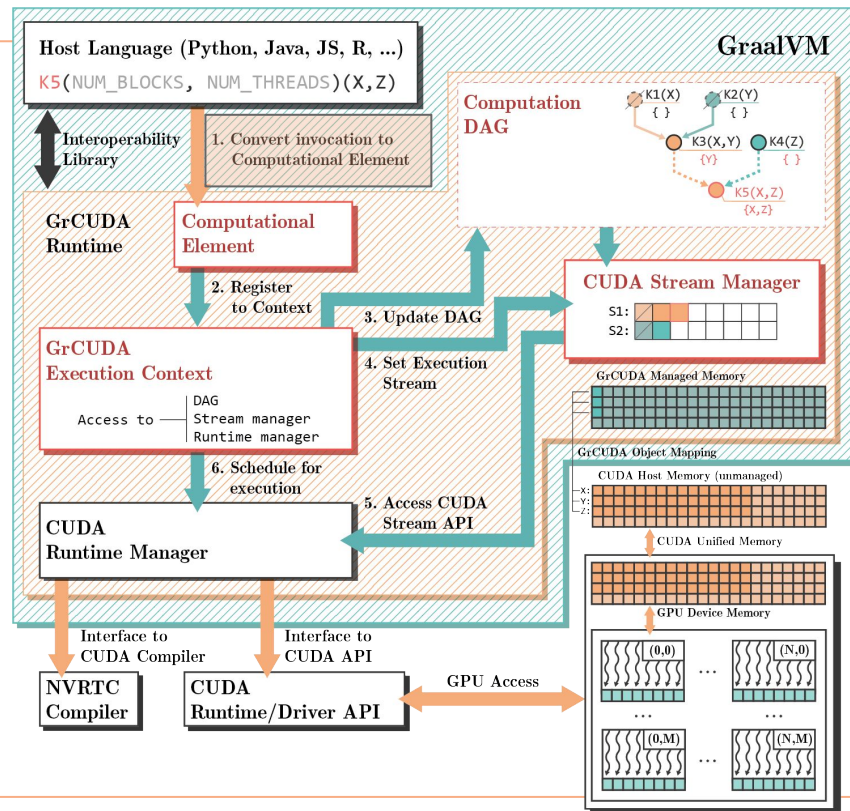 Host Language (Python, Java, JS, R, ...)
K5(NUM_BLOCKS, NUM_THREADS)(X,Z)
GraalVM
Interoperability
Library
1. Convert invocation to
Computational Element
Computation
DAG
K1(X)
{ }
K2(Y)
{ }
K3(X,Y)
{Y}
K4(Z)
{ }
K5(X,Z)
{X,Z}
GrCUDA
Runtime
Computational
Element
2. Register
to Context
3. Update DAG
CUDA Stream Manager
S1:
S2:
GrCUDA
Execution Context
Access to
DAG
Stream manager
Runtime manager
4. Set Execution
Stream
GrCUDA Managed Memory
GrCUDA Object Mapping
6. Schedule for
execution
5. Access CUDA
Stream API
CUDA Host Memory (unmanaged)
X:
Y:
Z:
CUDA
Runtime Manager
CUDA Unified Memory
GPU Device Memory
Interface to
CUDA Compiler
Interface to
CUDA API
NVRTC
Compiler
CUDA
Runtime/Driver API
GPU Access
(0,0)
...
(N,0)
...
...
(0,M)
...
(N,M)